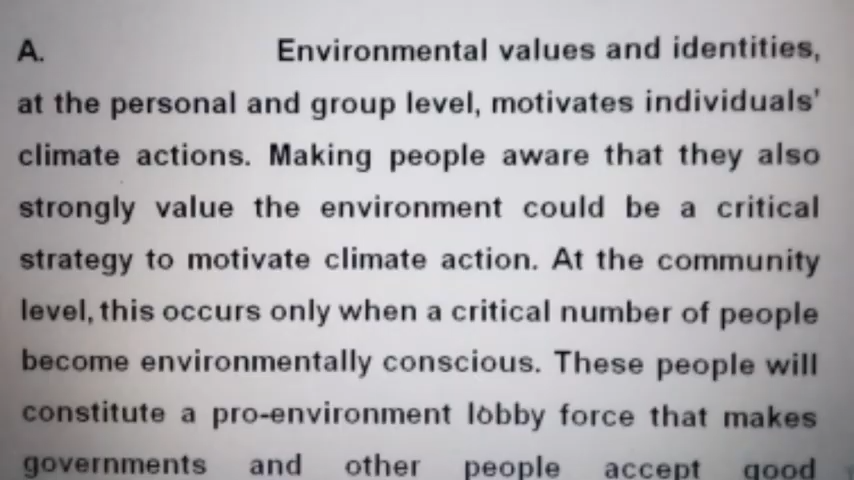 A. Environmental values and identities,
at the personal and group level, motivates individuals'
climate actions. Making people aware that they also
strongly value the environment could be a critical
strategy to motivate climate action. At the community
level, this occurs only when a critical number of people
become environmentally conscious. These people will
constitute a pro-environment lobby force that makes
governments and other people accept good